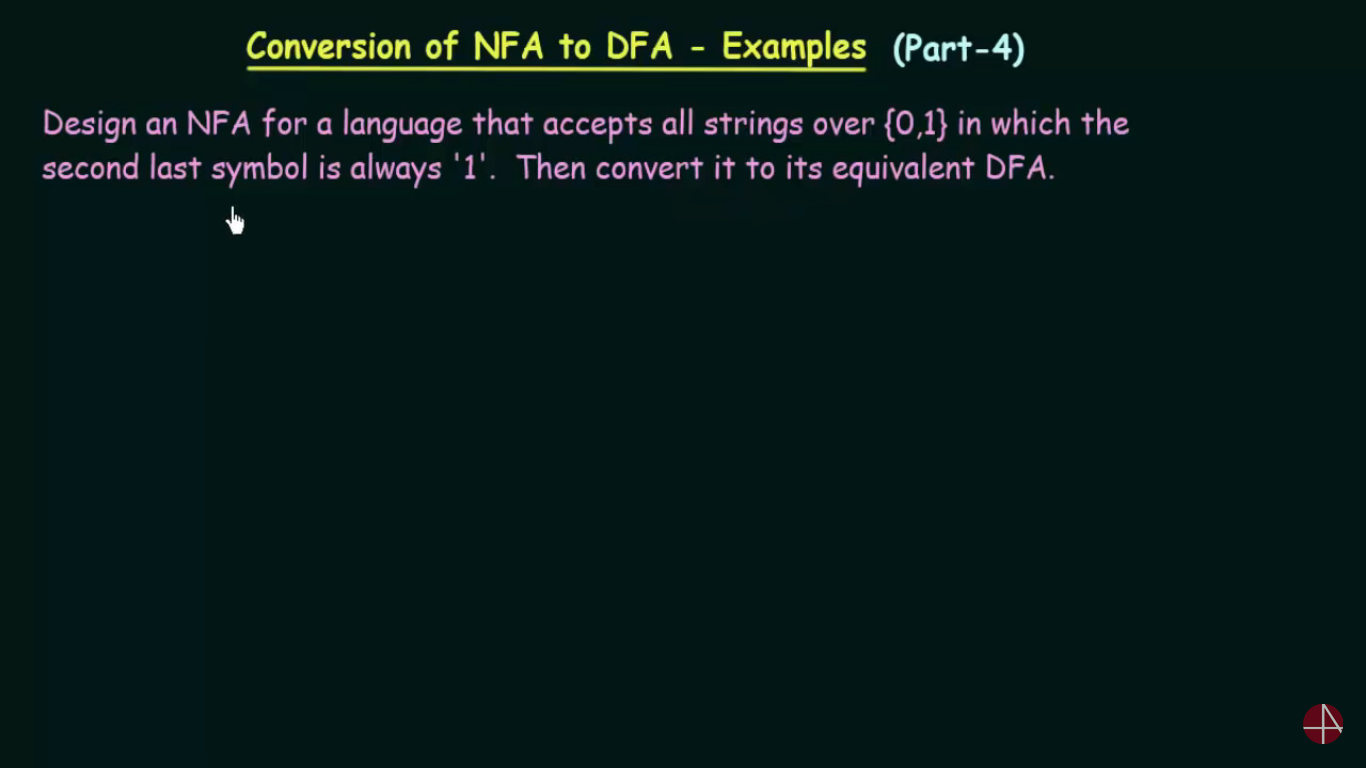 Conversion of NFA to DFA - Examples (Part-4)
Design an NFA for a language that accepts all strings over {0,1} in which the
second last symbol is always '1'. Then convert it to its equivalent DFA.